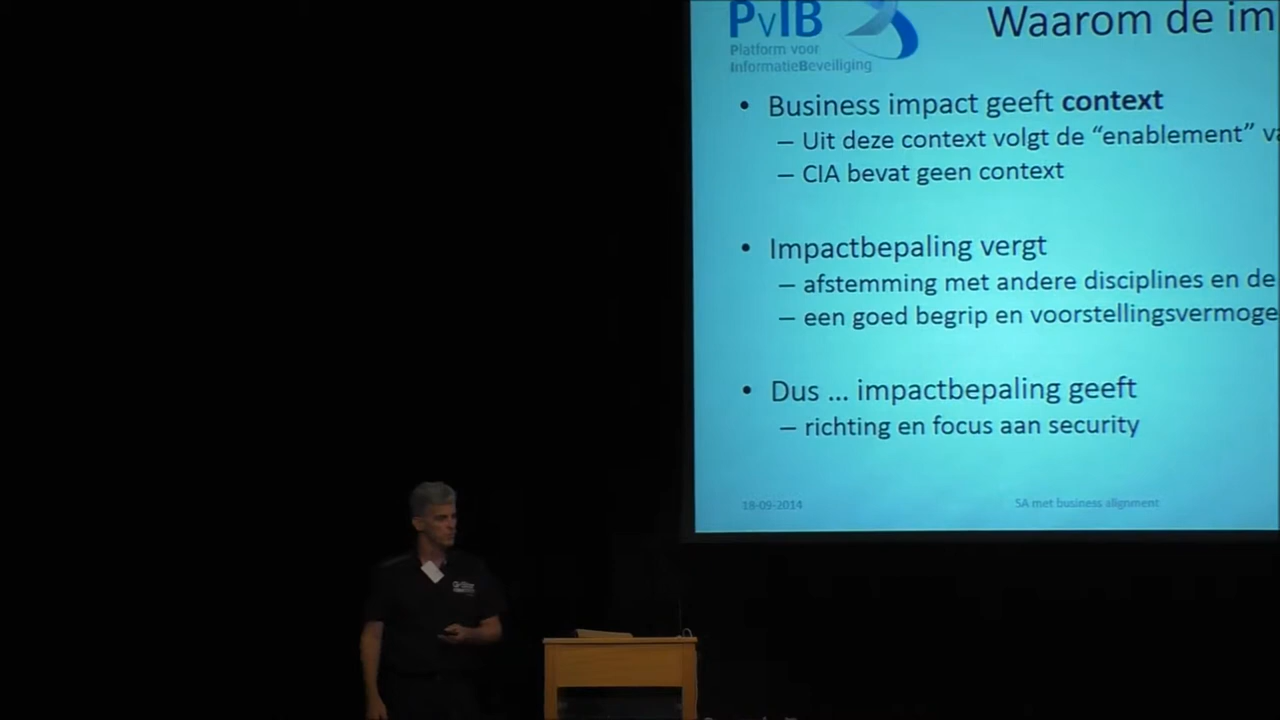 PvIB
Waarom de im
Platform voor
InformatieBeveiliging
• Business impact geeft context
– Uit deze context volgt de “enablement” va
– CIA bevat geen context
• Impactbepaling vergt
– afstemming met andere disciplines en de
– een goed begrip en voorstellingsvermoge
• Dus ... impactbepaling geeft
– richting en focus aan security
18-09-2014
SA met business alignment